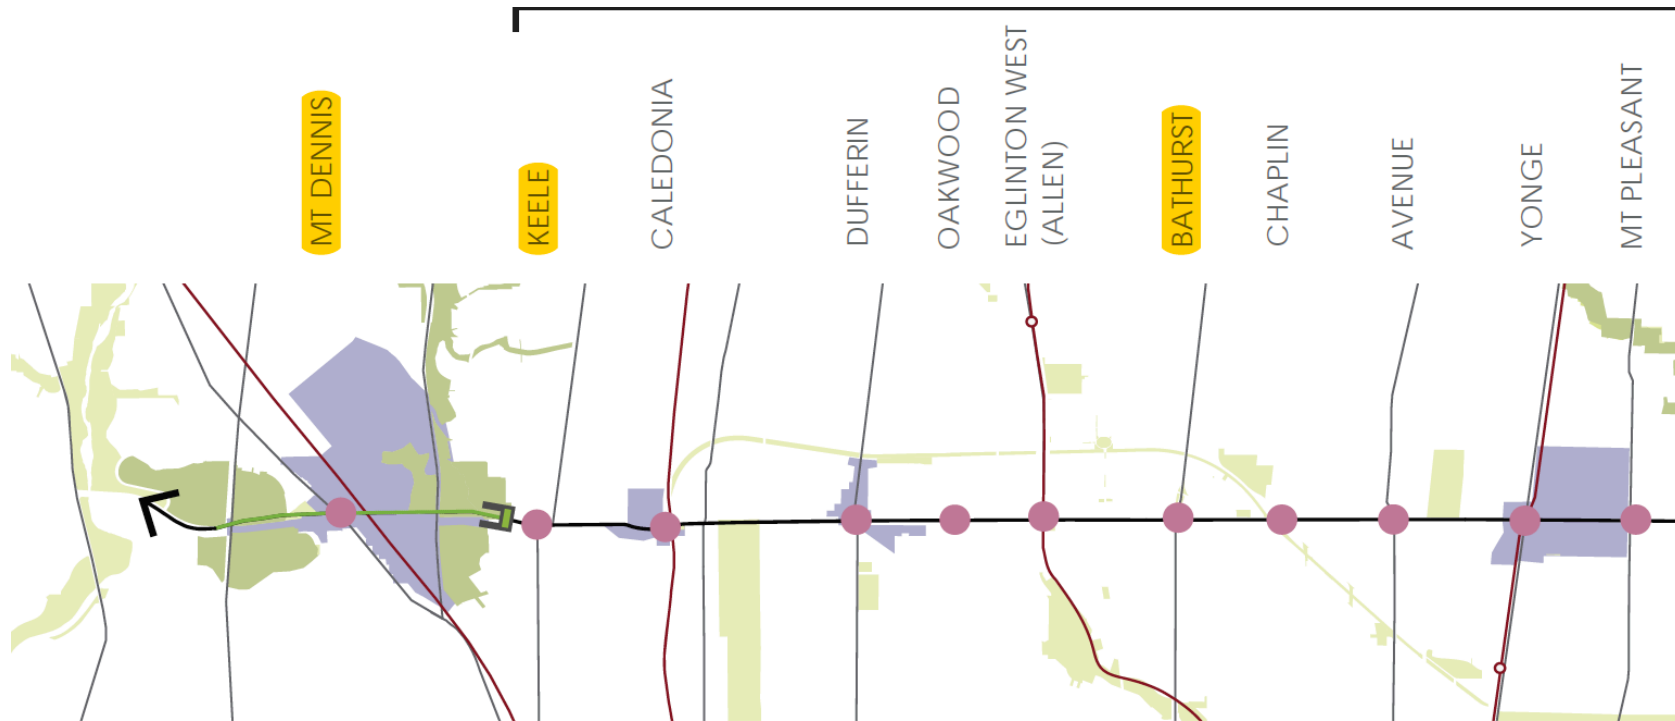 MT DENNIS
KEELE
CALEDONIA
DUFFERIN
OAKWOOD
EGLINTON WEST
(ALLEN)
BATHURST
CHAPLIN
AVENUE
YONGE
MT PLEASANT